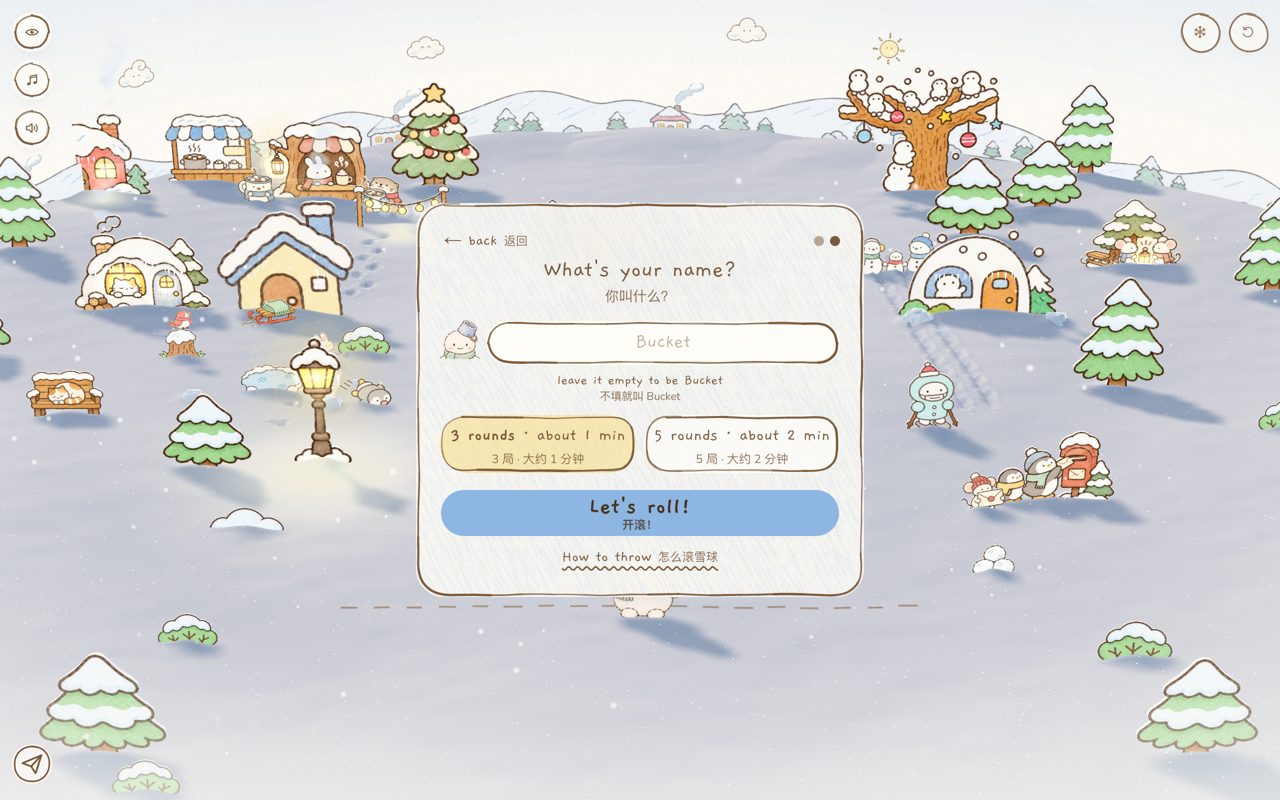 ← back 返回
What's your name?
你叫什么?
Bucket
leave it empty to be Bucket
不填就叫 Bucket
3 rounds · about 1 min
3 局 · 大约 1 分钟
5 rounds · about 2 min
5 局 · 大约 2 分钟
Let's roll!
开滚!
How to throw 怎么滚雪球